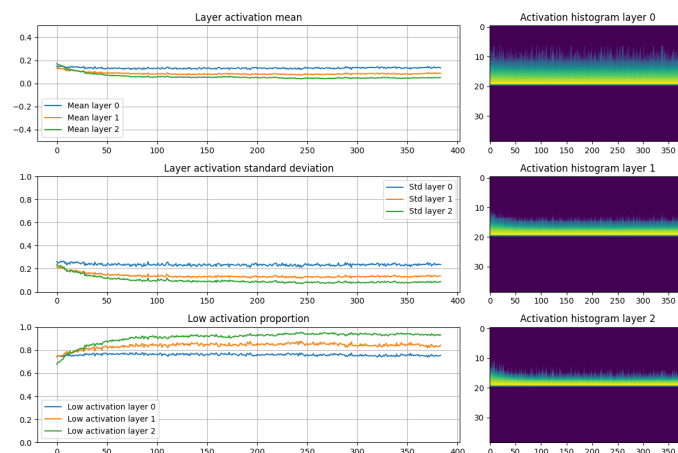 Layer activation mean
0.4
0.2
0.0
−0.2
−0.4
Mean layer 0
Mean layer 1
Mean layer 2
0 50 100 150 200 250 300 350 400
Activation histogram layer 0
0
10
20
30
0 50 100 150 200 250 300 350
Layer activation standard deviation
1.0
0.8
0.6
0.4
0.2
0.0
Std layer 0
Std layer 1
Std layer 2
0 50 100 150 200 250 300 350 400
Activation histogram layer 1
0
10
20
30
0 50 100 150 200 250 300 350
Low activation proportion
1.0
0.8
0.6
0.4
0.2
0.0
Low activation layer 0
Low activation layer 1
Low activation layer 2
0 50 100 150 200 250 300 350 400
Activation histogram layer 2
0
10
20
30
0 50 100 150 200 250 300 350